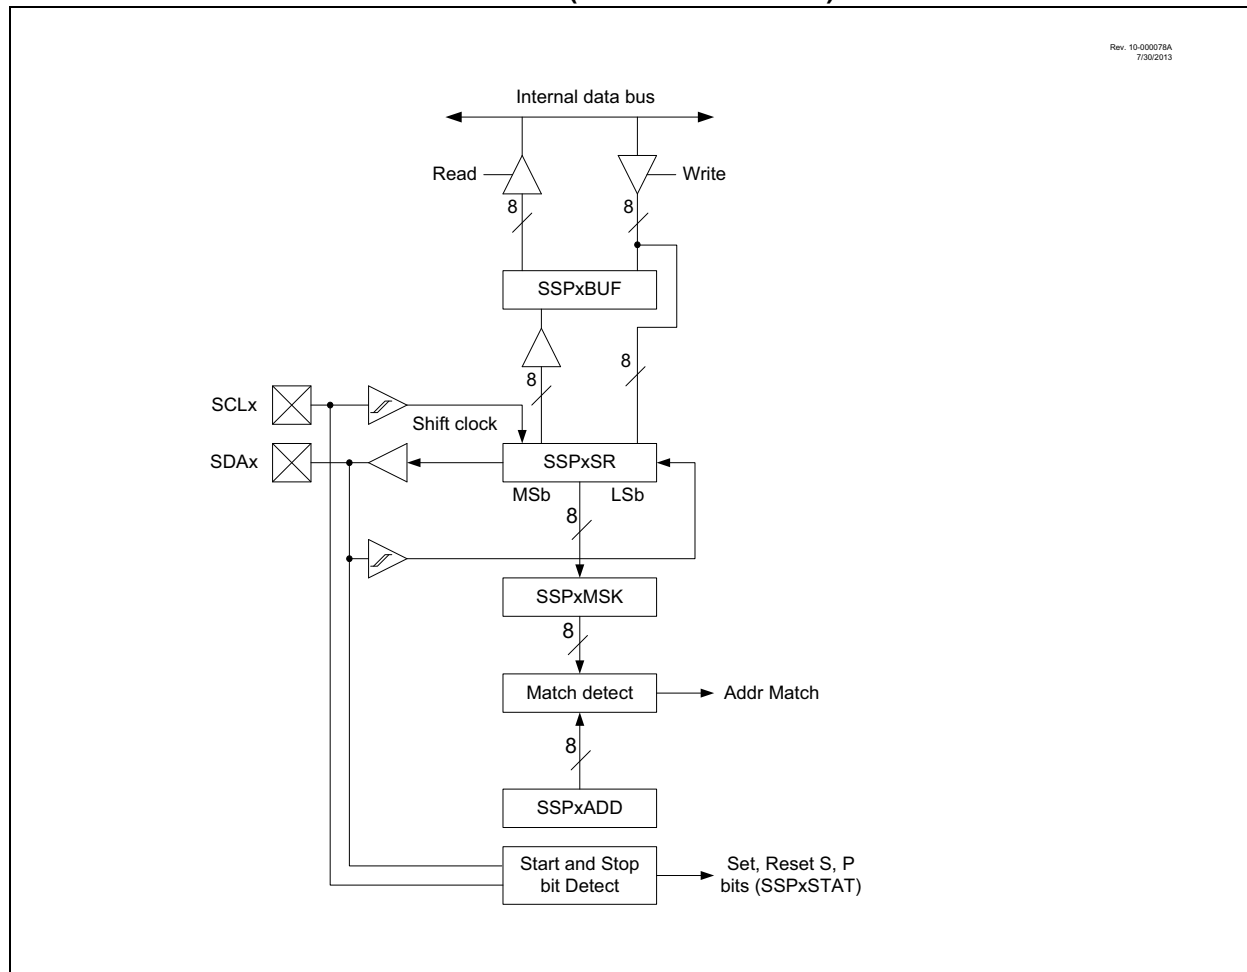 Rev. 10-000078A
7/30/2013
Internal data bus
Read
Write
8
8
SSPxBUF
8
8
SCLx
Shift clock
SDAx
SSPxSR
MSb
LSb
8
SSPxMSK
8
Match detect
Addr Match
8
SSPxADD
Start and Stop
bit Detect
Set, Reset S, P
bits (SSPxSTAT)